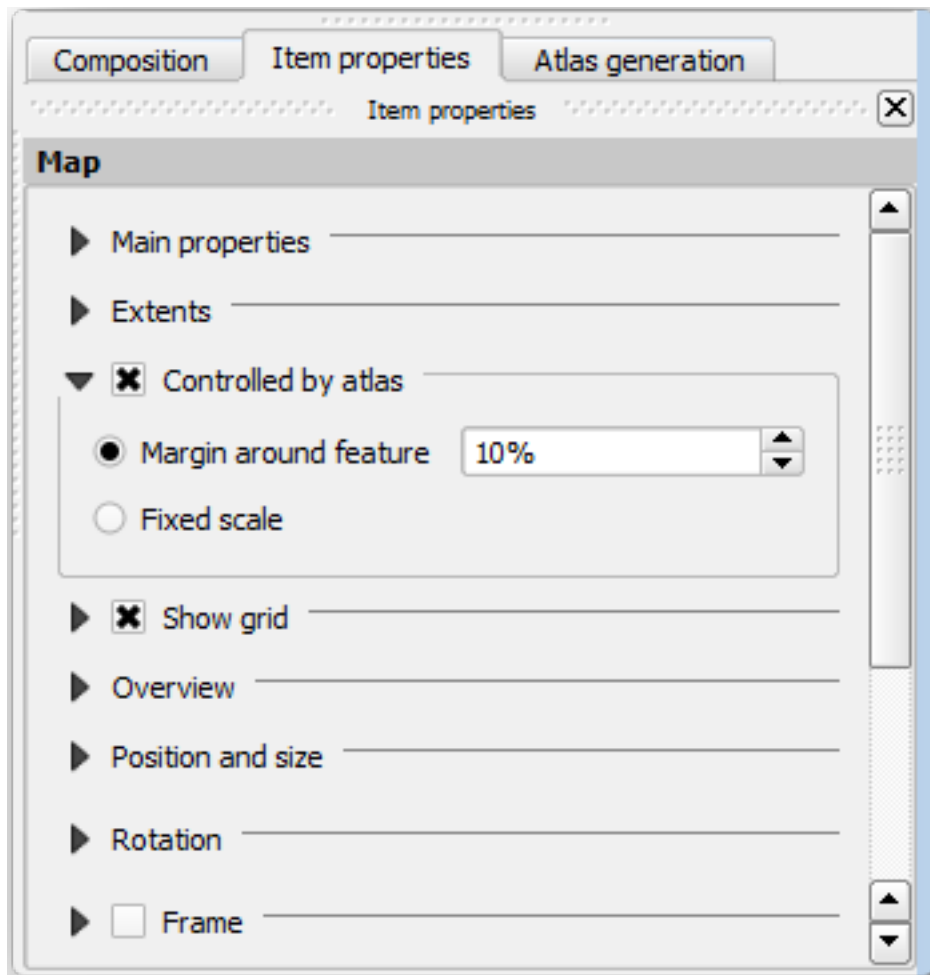 Composition Item properties Atlas generation
Item properties
Map
Main properties
Extents
Controlled by atlas
Margin around feature 10%
Fixed scale
Show grid
Overview
Position and size
Rotation
Frame